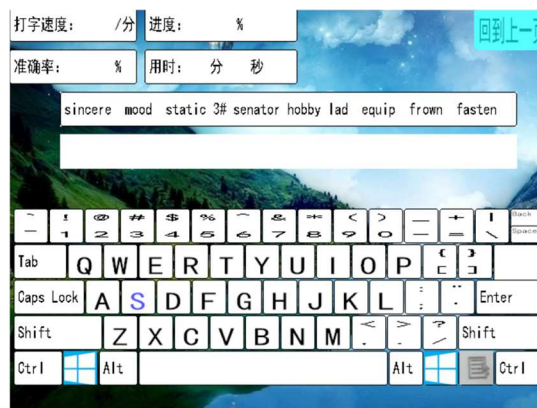 打字速度: /分 进度: % 回到上一页
准确率: % 用时: 分 秒
sincere mood static 3# senator hobby lad equip frown fasten
~ ! @ # $ % ^ & * < > — + | Back
— 1 2 3 4 5 6 7 8 9 0 — = \ Space
Tab Q W E R T Y U I O P { [ } ]
Caps Lock A S D F G H J K L : ; " Enter
Shift Z X C V B N M < , > . ? / Shift
Ctrl Alt Alt Ctrl